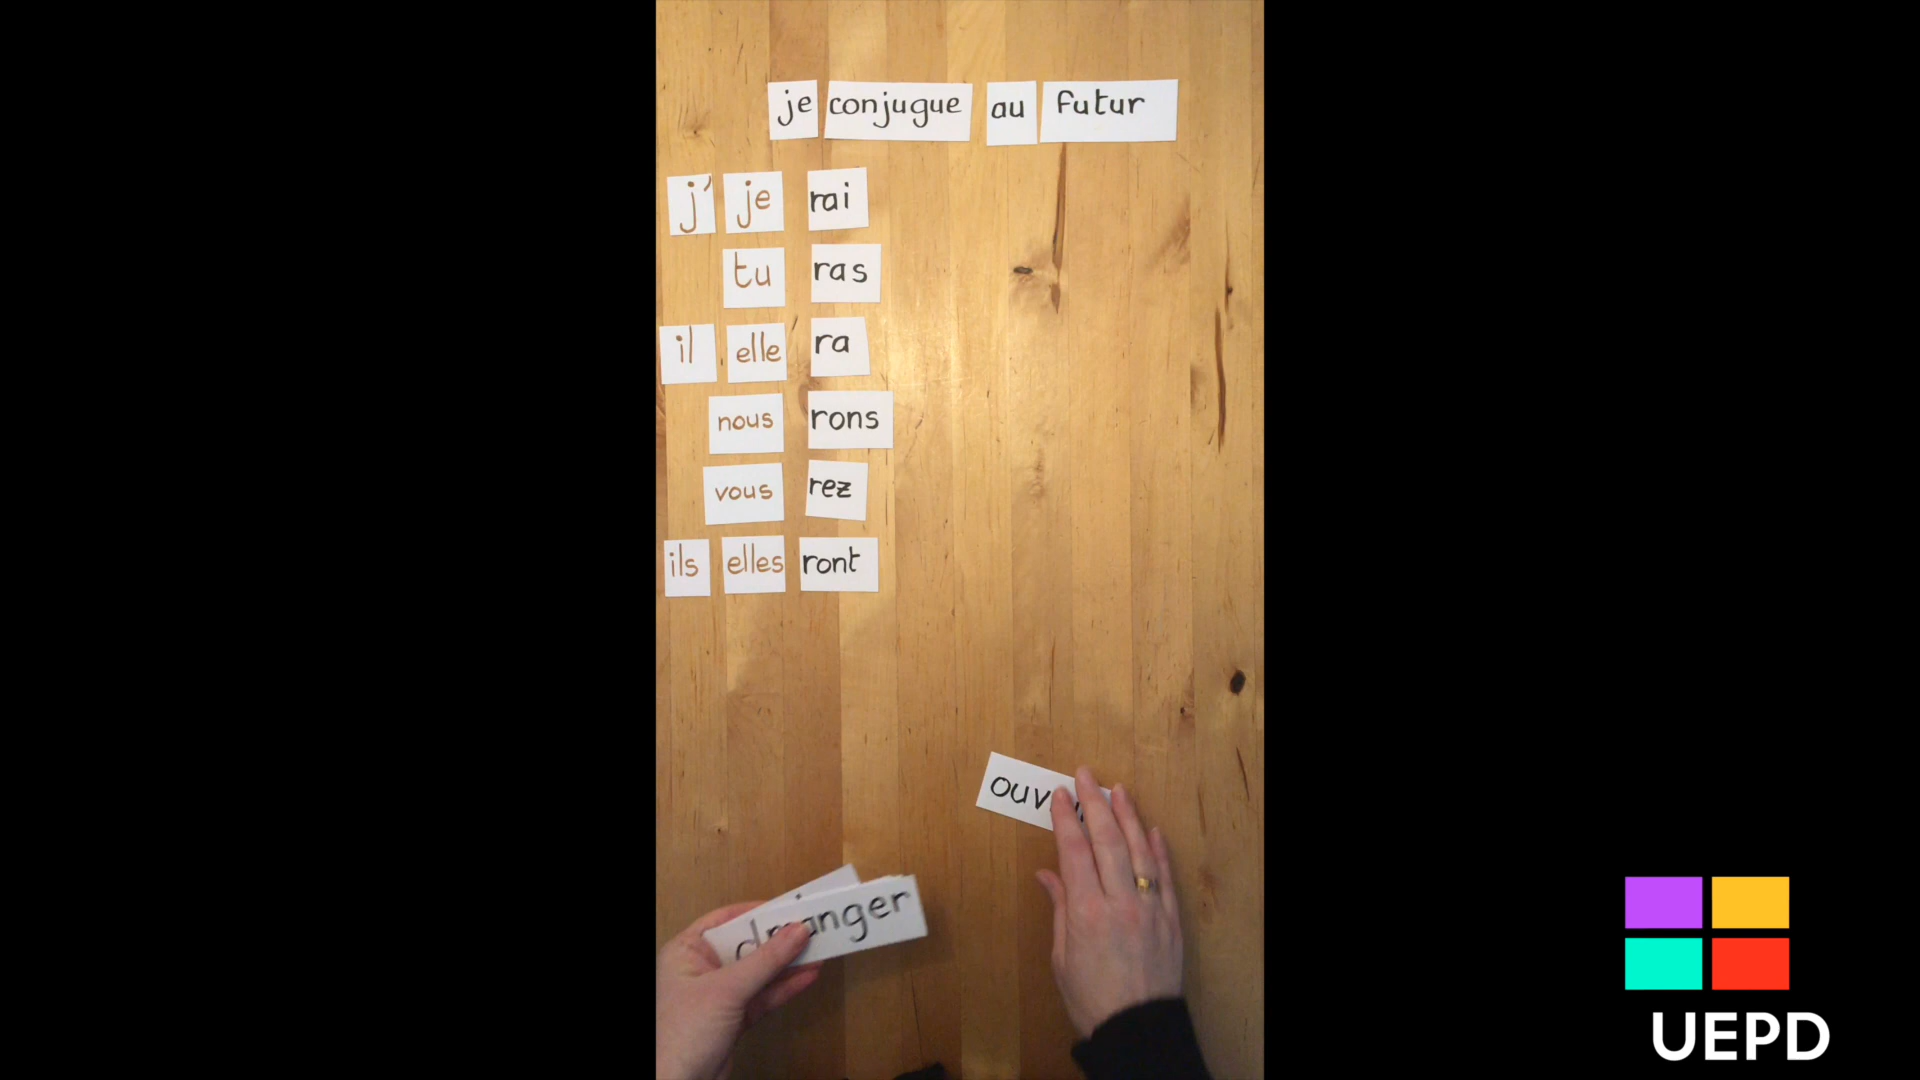 je conjugue au futur
j' je rai
tu ras
il elle ra
nous rons
vous rez
ils elles ront
UEPD